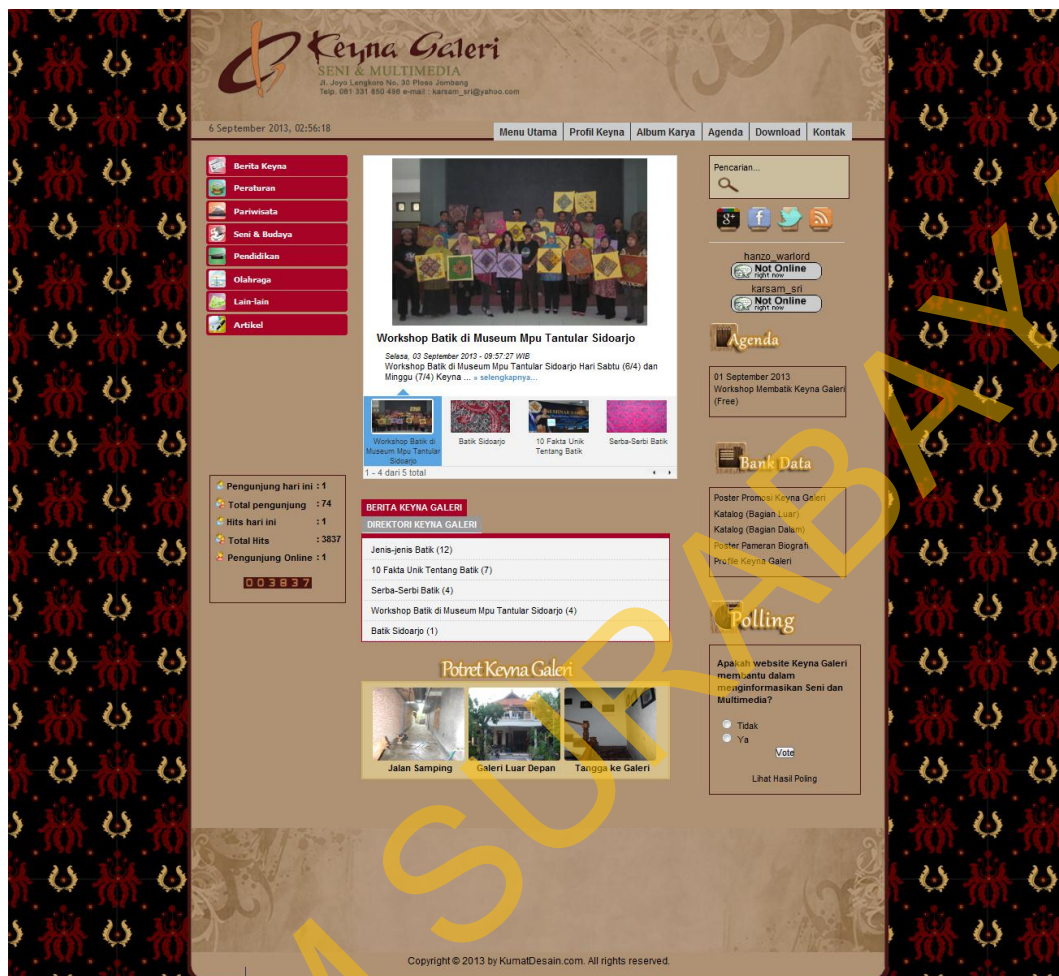 Keyna Galeri
SENI & MULTIMEDIA
Jl. Joyo Lengkoro No. 30 Ploso Jombang
Telp. 081 331 850 498 e-mail : karsam_sri@yahoo.com
6 September 2013, 02:56:18
Menu Utama Profil Keyna Album Karya Agenda Download Kontak
Berita Keyna
Peraturan
Pariwisata
Seni & Budaya
Pendidikan
Olahraga
Lain-lain
Artikel
Pengunjung hari ini : 1
Total pengunjung : 74
Hits hari ini : 1
Total Hits : 3837
Pengunjung Online : 1
003837
Workshop Batik di Museum Mpu Tantular Sidoarjo
Selasa, 03 September 2013 - 09:57:27 WIB
Workshop Batik di Museum Mpu Tantular Sidoarjo Hari Sabtu (6/4) dan
Minggu (7/4) Keyna ... » selengkapnya...
Workshop Batik di
Museum Mpu Tantular
Sidoarjo
Batik Sidoarjo
10 Fakta Unik
Tentang Batik
Serba-Serbi Batik
1 - 4 dari 5 total
BERITA KEYNA GALERI
DIREKTORI KEYNA GALERI
Jenis-jenis Batik (12)
10 Fakta Unik Tentang Batik (7)
Serba-Serbi Batik (4)
Workshop Batik di Museum Mpu Tantular Sidoarjo (4)
Batik Sidoarjo (1)
Potret Keyna Galeri
Jalan Samping Galeri Luar Depan Tangga ke Galeri
Pencarian...
g+ f
hanzo_warlord
Not Online
right now
karsam_sri
Not Online
right now
Agenda
01 September 2013
Workshop Membatik Keyna Galeri
(Free)
Bank Data
Poster Promosi Keyna Galeri
Katalog (Bagian Luar)
Katalog (Bagian Dalam)
Poster Pameran Biografi
Profile Keyna Galeri
Polling
Apakah website Keyna Galeri
membantu dalam
menginformasikan Seni dan
Multimedia?
Tidak
Ya
Vote
Lihat Hasil Poling
Copyright © 2013 by KumatDesain.com. All rights reserved.
M SURABAY